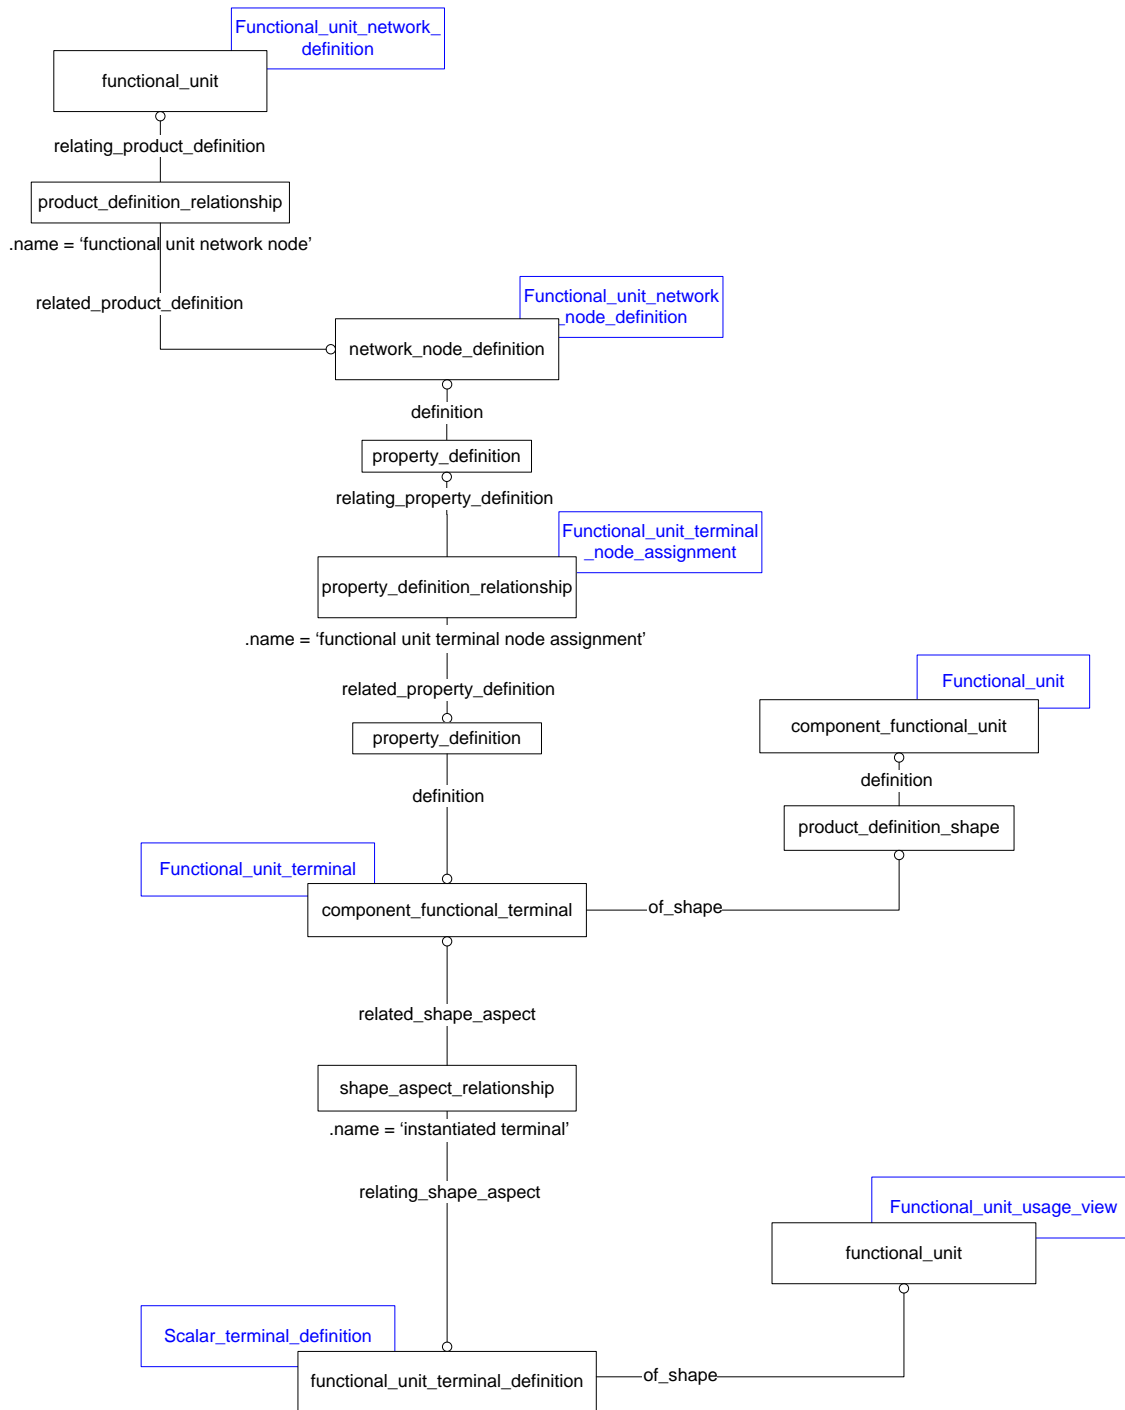 Functional_unit_network_
definition
functional_unit
relating_product_definition
product_definition_relationship
.name = ‘functional unit network node’
related_product_definition
Functional_unit_network
_node_definition
network_node_definition
definition
property_definition
relating_property_definition
Functional_unit_terminal
_node_assignment
property_definition_relationship
.name = ‘functional unit terminal node assignment’
related_property_definition
property_definition
definition
Functional_unit
component_functional_unit
definition
product_definition_shape
Functional_unit_terminal
component_functional_terminal
of_shape
related_shape_aspect
shape_aspect_relationship
.name = ‘instantiated terminal’
relating_shape_aspect
Functional_unit_usage_view
functional_unit
Scalar_terminal_definition
functional_unit_terminal_definition
of_shape